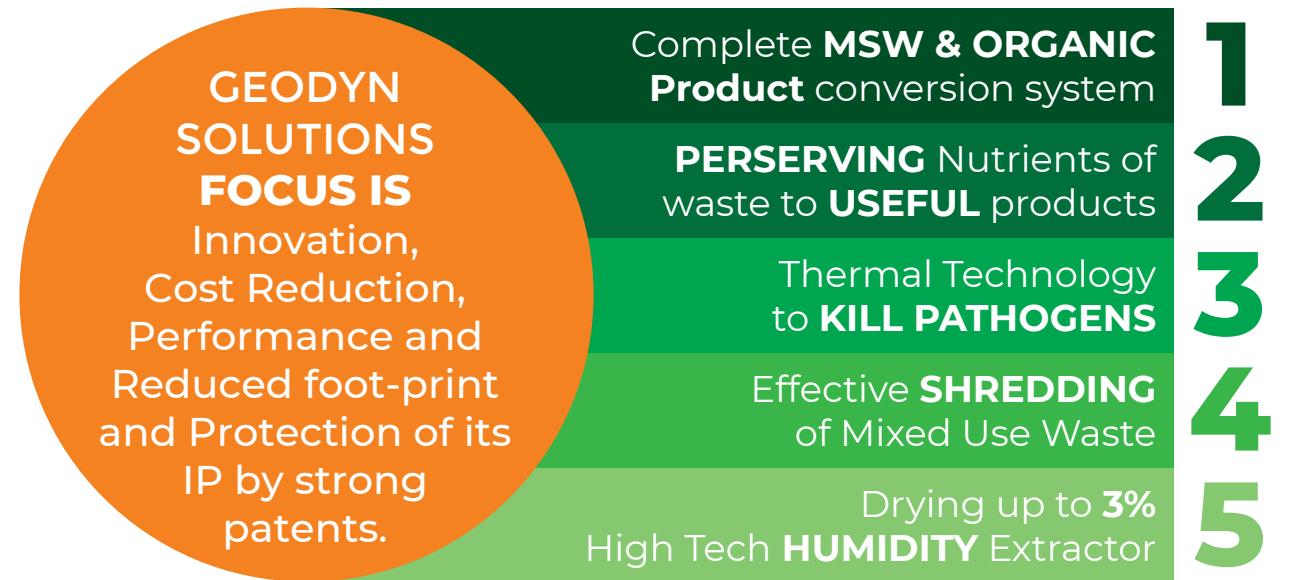 GEODYN
SOLUTIONS
FOCUS IS
Innovation,
Cost Reduction,
Performance and
Reduced foot-print
and Protection of its
IP by strong
patents.
Complete MSW & ORGANIC
Product conversion system
1
PERSERVING Nutrients of
waste to USEFUL products
2
Thermal Technology
to KILL PATHOGENS
3
Effective SHREDDING
of Mixed Use Waste
4
Drying up to 3%
High Tech HUMIDITY Extractor
5